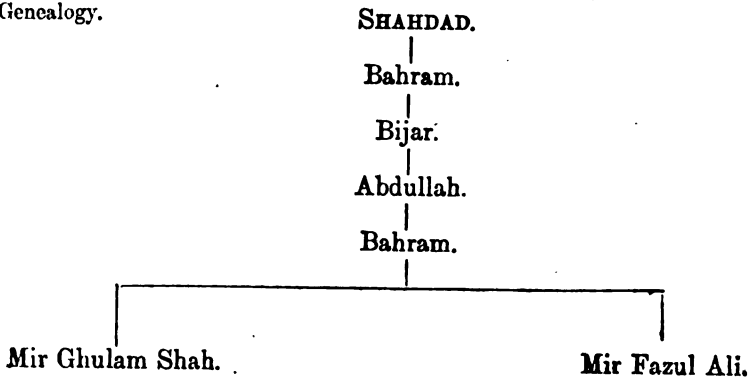 Genealogy.
SHAHDAD.
Bahram.
Bijar.
Abdullah.
Bahram.
Mir Ghulam Shah.
Mir Fazul Ali.